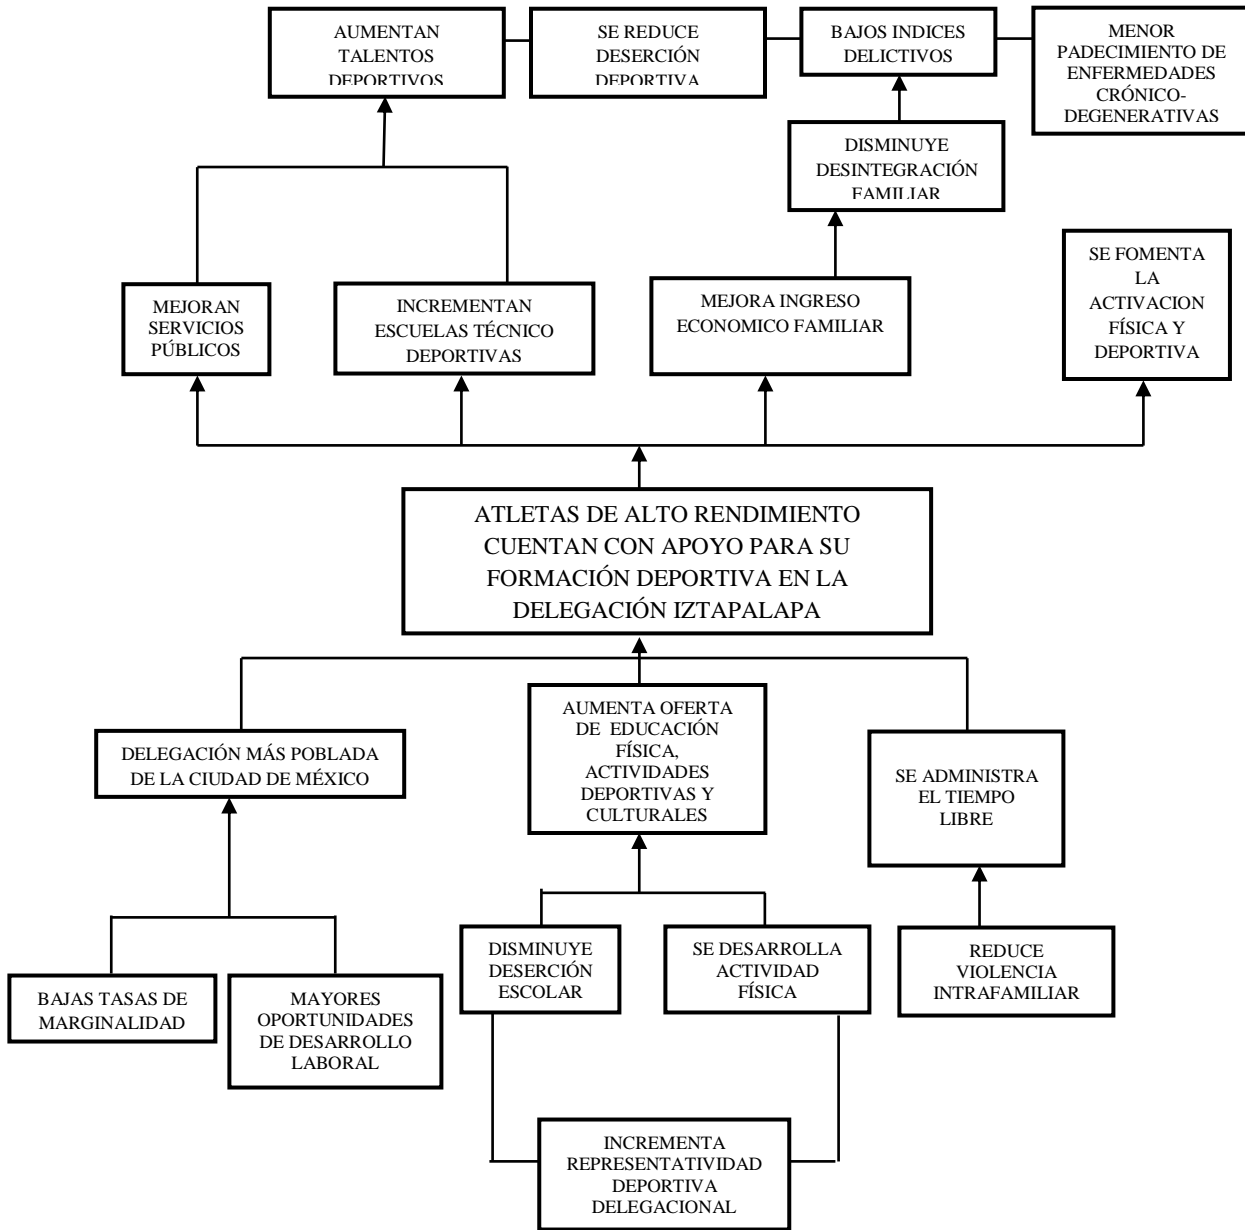 AUMENTAN
TALENTOS
DEPORTIVOS
SE REDUCE
DESERCIÓN
DEPORTIVA
BAJOS INDICES
DELICTIVOS
MENOR
PADECIMIENTO DE
ENFERMEDADES
CRÓNICO-
DEGENERATIVAS
DISMINUYE
DESINTEGRACIÓN
FAMILIAR
MEJORAN
SERVICIOS
PÚBLICOS
INCREMENTAN
ESCUELAS TÉCNICO
DEPORTIVAS
MEJORA INGRESO
ECONOMICO FAMILIAR
SE FOMENTA
LA
ACTIVACION
FÍSICA Y
DEPORTIVA
ATLETAS DE ALTO RENDIMIENTO
CUENTAN CON APOYO PARA SU
FORMACIÓN DEPORTIVA EN LA
DELEGACIÓN IZTAPALAPA
DELEGACIÓN MÁS POBLADA
DE LA CIUDAD DE MÉXICO
AUMENTA OFERTA
DE EDUCACIÓN
FÍSICA,
ACTIVIDADES
DEPORTIVAS Y
CULTURALES
SE ADMINISTRA
EL TIEMPO
LIBRE
BAJAS TASAS DE
MARGINALIDAD
MAYORES
OPORTUNIDADES
DE DESARROLLO
LABORAL
DISMINUYE
DESERCIÓN
ESCOLAR
SE DESARROLLA
ACTIVIDAD
FÍSICA
REDUCE
VIOLENCIA
INTRAFAMILIAR
INCREMENTA
REPRESENTATIVIDAD
DEPORTIVA
DELEGACIONAL